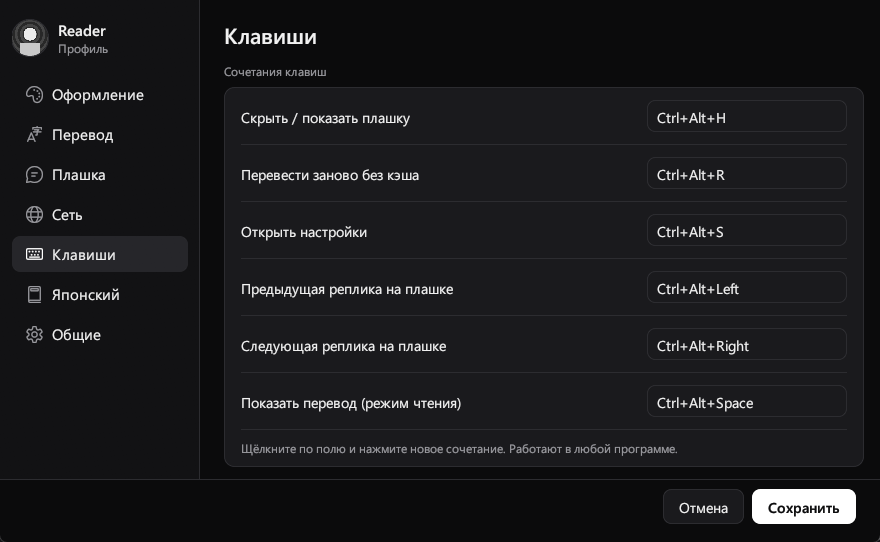 Reader
Профиль
Оформление
Перевод
Плашка
Сеть
Клавиши
Японский
Общие
Клавиши
Сочетания клавиш
Скрыть / показать плашку
Ctrl+Alt+H
Перевести заново без кэша
Ctrl+Alt+R
Открыть настройки
Ctrl+Alt+S
Предыдущая реплика на плашке
Ctrl+Alt+Left
Следующая реплика на плашке
Ctrl+Alt+Right
Показать перевод (режим чтения)
Ctrl+Alt+Space
Щёлкните по полю и нажмите новое сочетание. Работают в любой программе.
Отмена
Сохранить